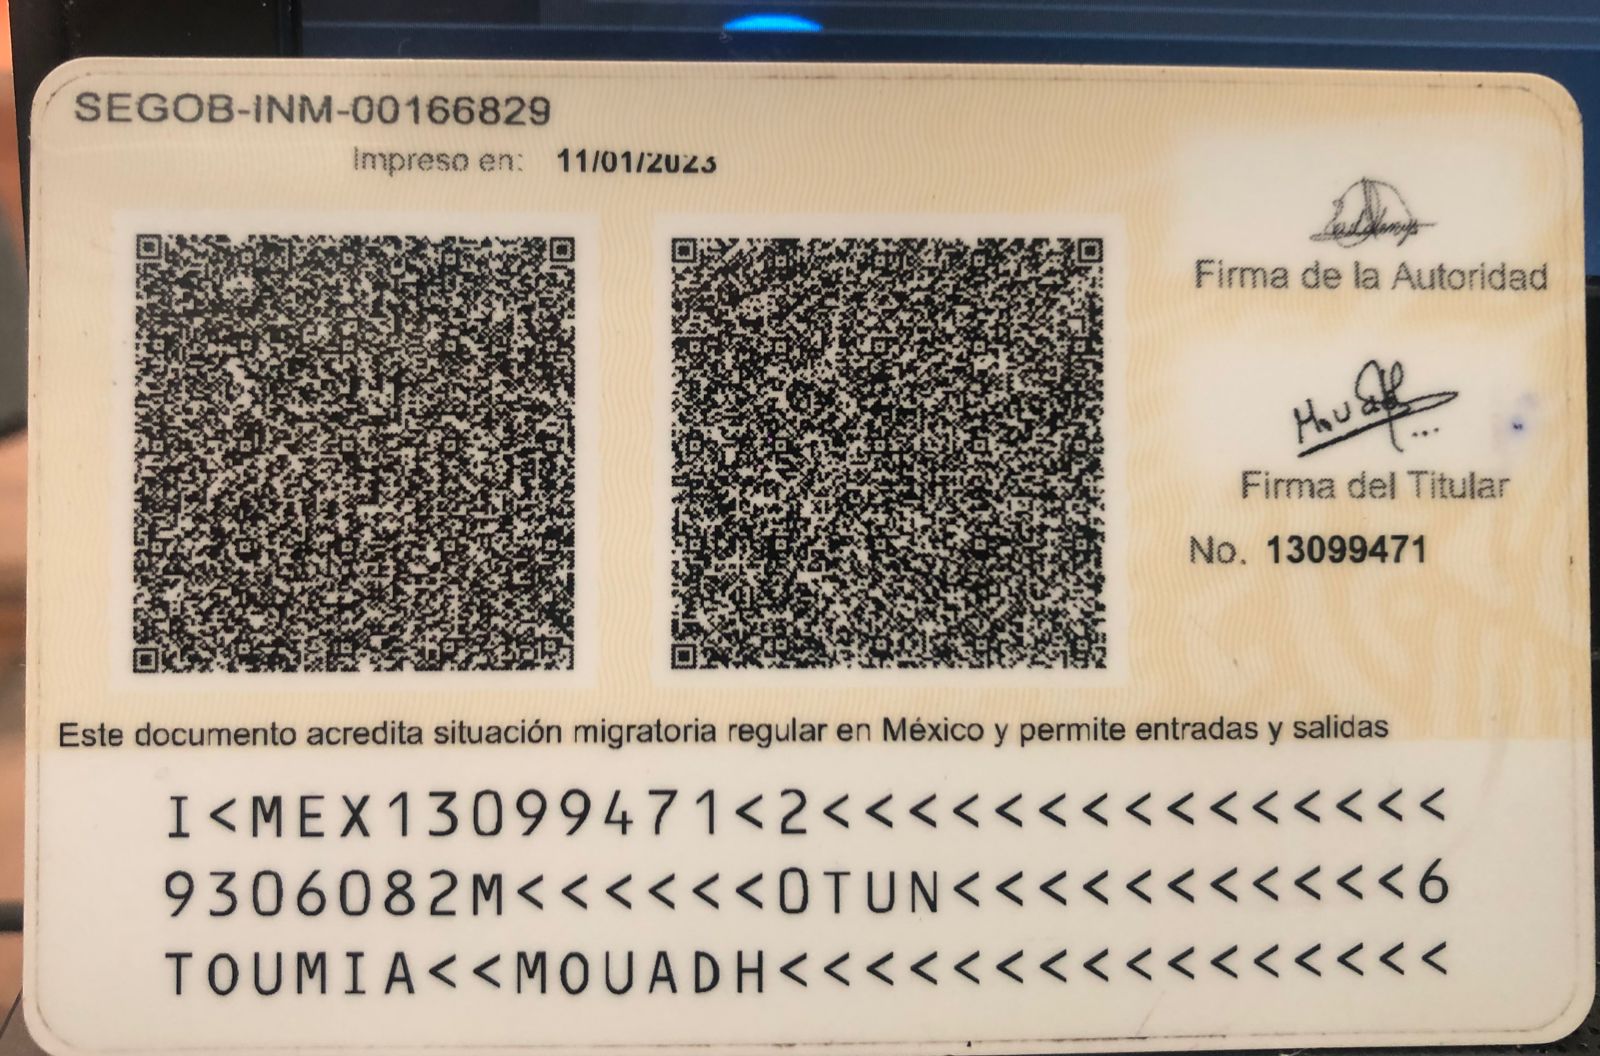 SEGOB-INM-00166829
Impreso en: 11/01/2023
Firma de la Autoridad
Firma del Titular
No. 13099471
Este documento acredita situación migratoria regular en México y permite entradas y salidas
I<MEX13099471<2<<<<<<<<<<<<<<<
9306082M<<<<<<0TUN<<<<<<<<<<<6
TOUMIA<<MOUADH<<<<<<<<<<<<<<<<